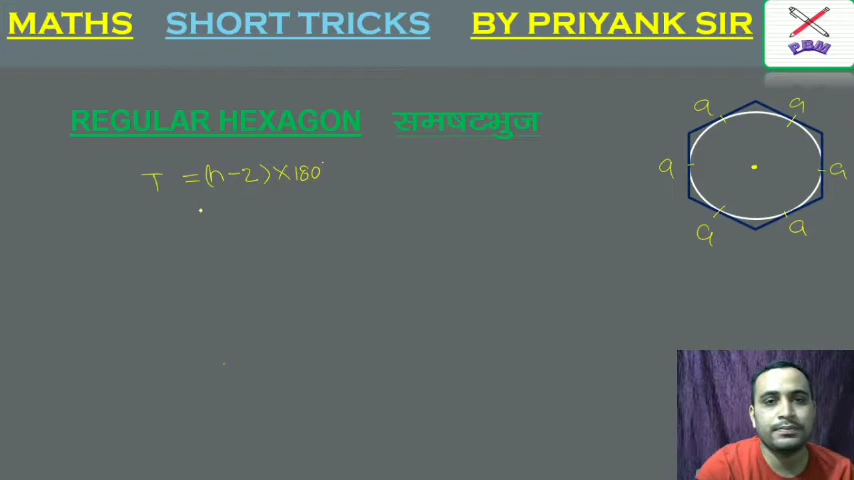 MATHS SHORT TRICKS BY PRIYANK SIR
PBM
REGULAR HEXAGON समषटभुज
T = (n-2)×180°
a a
a a
a a